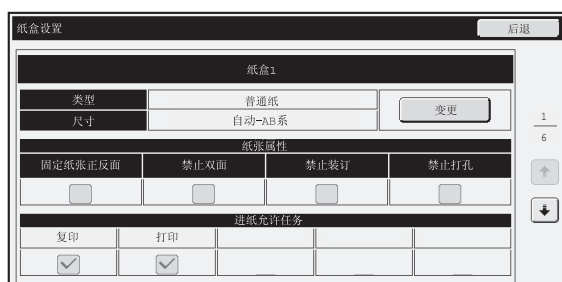 纸盒设置 后退
纸盒1
类型 普通纸 变更
尺寸 自动-AB系
纸张属性
固定纸张正反面 禁止双面 禁止装订 禁止打孔
进纸允许任务
复印 打印
1
6